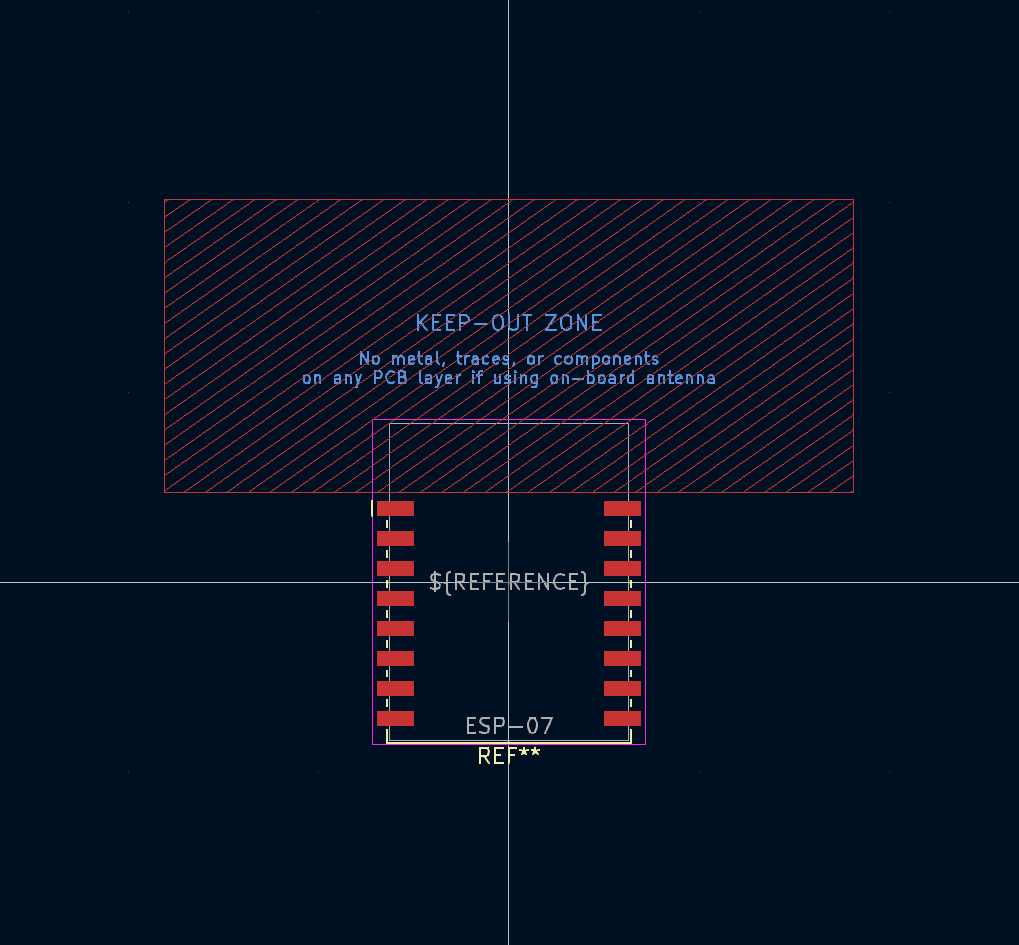 KEEP-OUT ZONE
No metal, traces, or components
on any PCB layer if using on-board antenna
${REFERENCE}
ESP-07
REF**